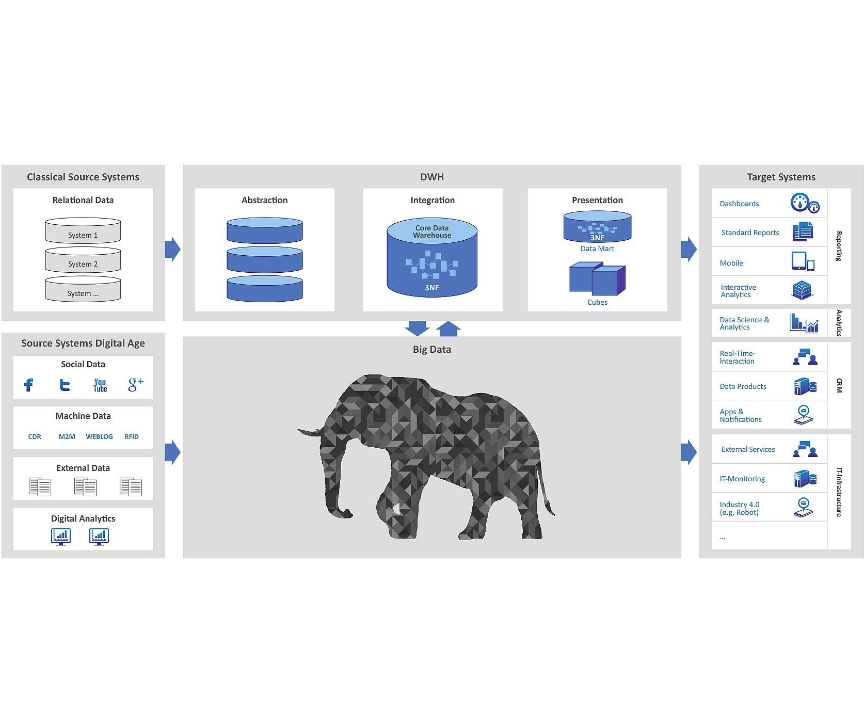 Classical Source Systems
Relational Data
System 1
System 2
System ...
Source Systems Digital Age
Social Data
f
t
You
Tube
g+
Machine Data
CDR M2M WEBLOG RFID
External Data
Digital Analytics
DWH
Abstraction
Integration
Core Data
Warehouse
3NF
Presentation
3NF
Data Mart
Cubes
Big Data
Target Systems
Dashboards
Standard Reports
Mobile
Interactive
Analytics
Reporting
Data Science &
Analytics
Analytics
Real-Time-
Interaction
Data Products
Apps &
Notifications
CRM
External Services
IT-Monitoring
Industry 4.0
(e.g. Robot)
...
IT-Infrastructure